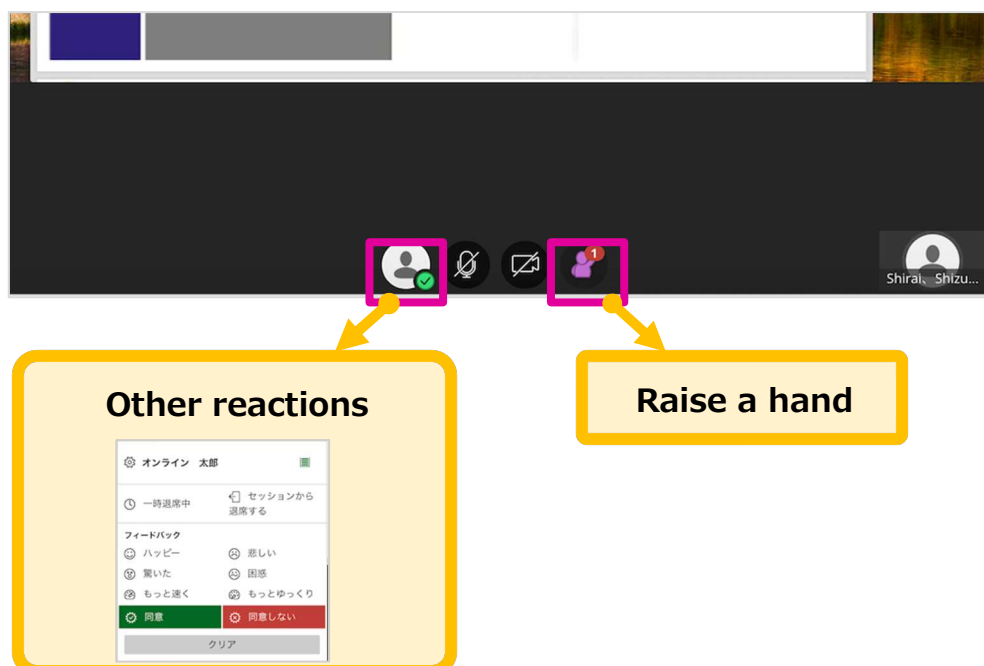 1
Shirai、Shizu...
Other reactions
Raise a hand
オンライン 太郎
一時退席中
セッションから
退席する
フィードバック
ハッピー
悲しい
驚いた
困惑
もっと速く
もっとゆっくり
同意
同意しない
クリア